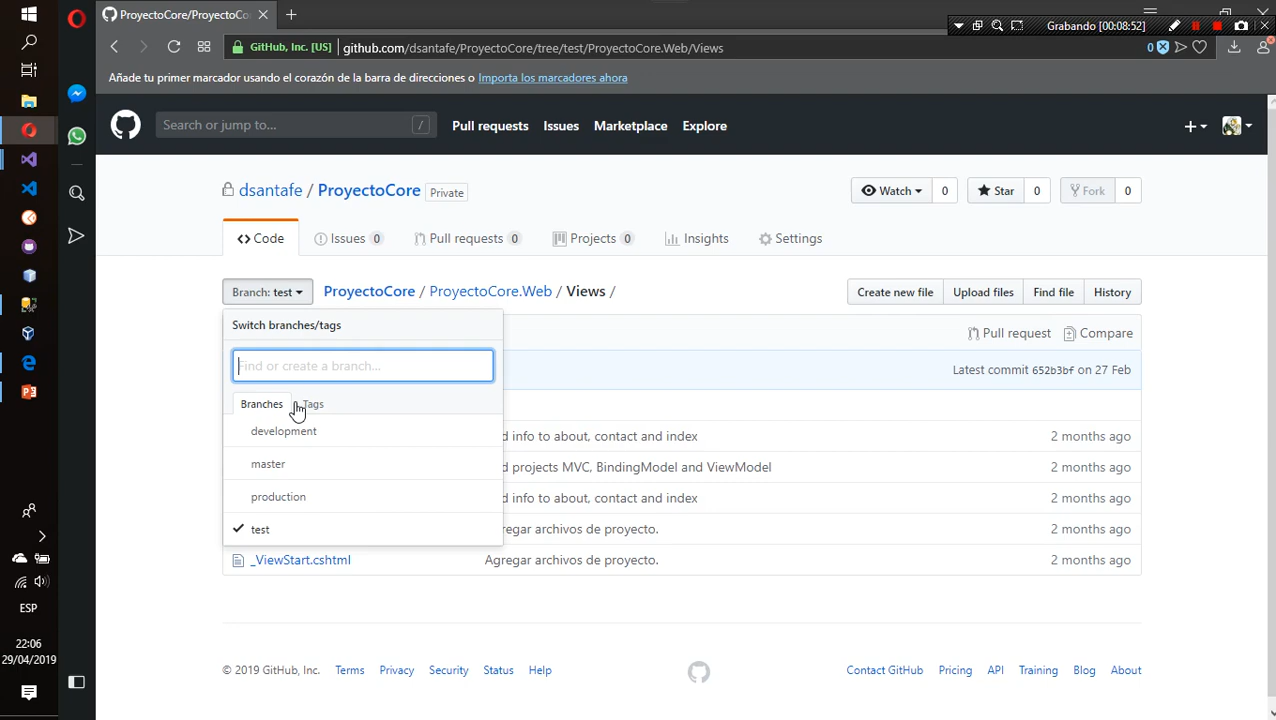 ProyectoCore/ProyectoCo
Grabando [00:08:52]
GitHub, Inc. [US]
github.com/dsantafe/ProyectoCore/tree/test/ProyectoCore.Web/Views
0
Añade tu primer marcador usando el corazón de la barra de direcciones o Importa los marcadores ahora
Search or jump to...
/
Pull requests
Issues
Marketplace
Explore
dsantafe / ProyectoCore
Private
Watch
0
Star
0
Fork
0
Code
Issues 0
Pull requests 0
Projects 0
Insights
Settings
Branch: test
ProyectoCore / ProyectoCore.Web / Views /
Create new file
Upload files
Find file
History
Switch branches/tags
Find or create a branch...
Branches
Tags
development
master
production
test
Pull request
Compare
Latest commit 652b3bf on 27 Feb
d info to about, contact and index
2 months ago
d projects MVC, BindingModel and ViewModel
2 months ago
d info to about, contact and index
2 months ago
regar archivos de proyecto.
2 months ago
_ViewStart.cshtml
Agregar archivos de proyecto.
2 months ago
© 2019 GitHub, Inc.
Terms
Privacy
Security
Status
Help
Contact GitHub
Pricing
API
Training
Blog
About
ESP
22:06
29/04/2019